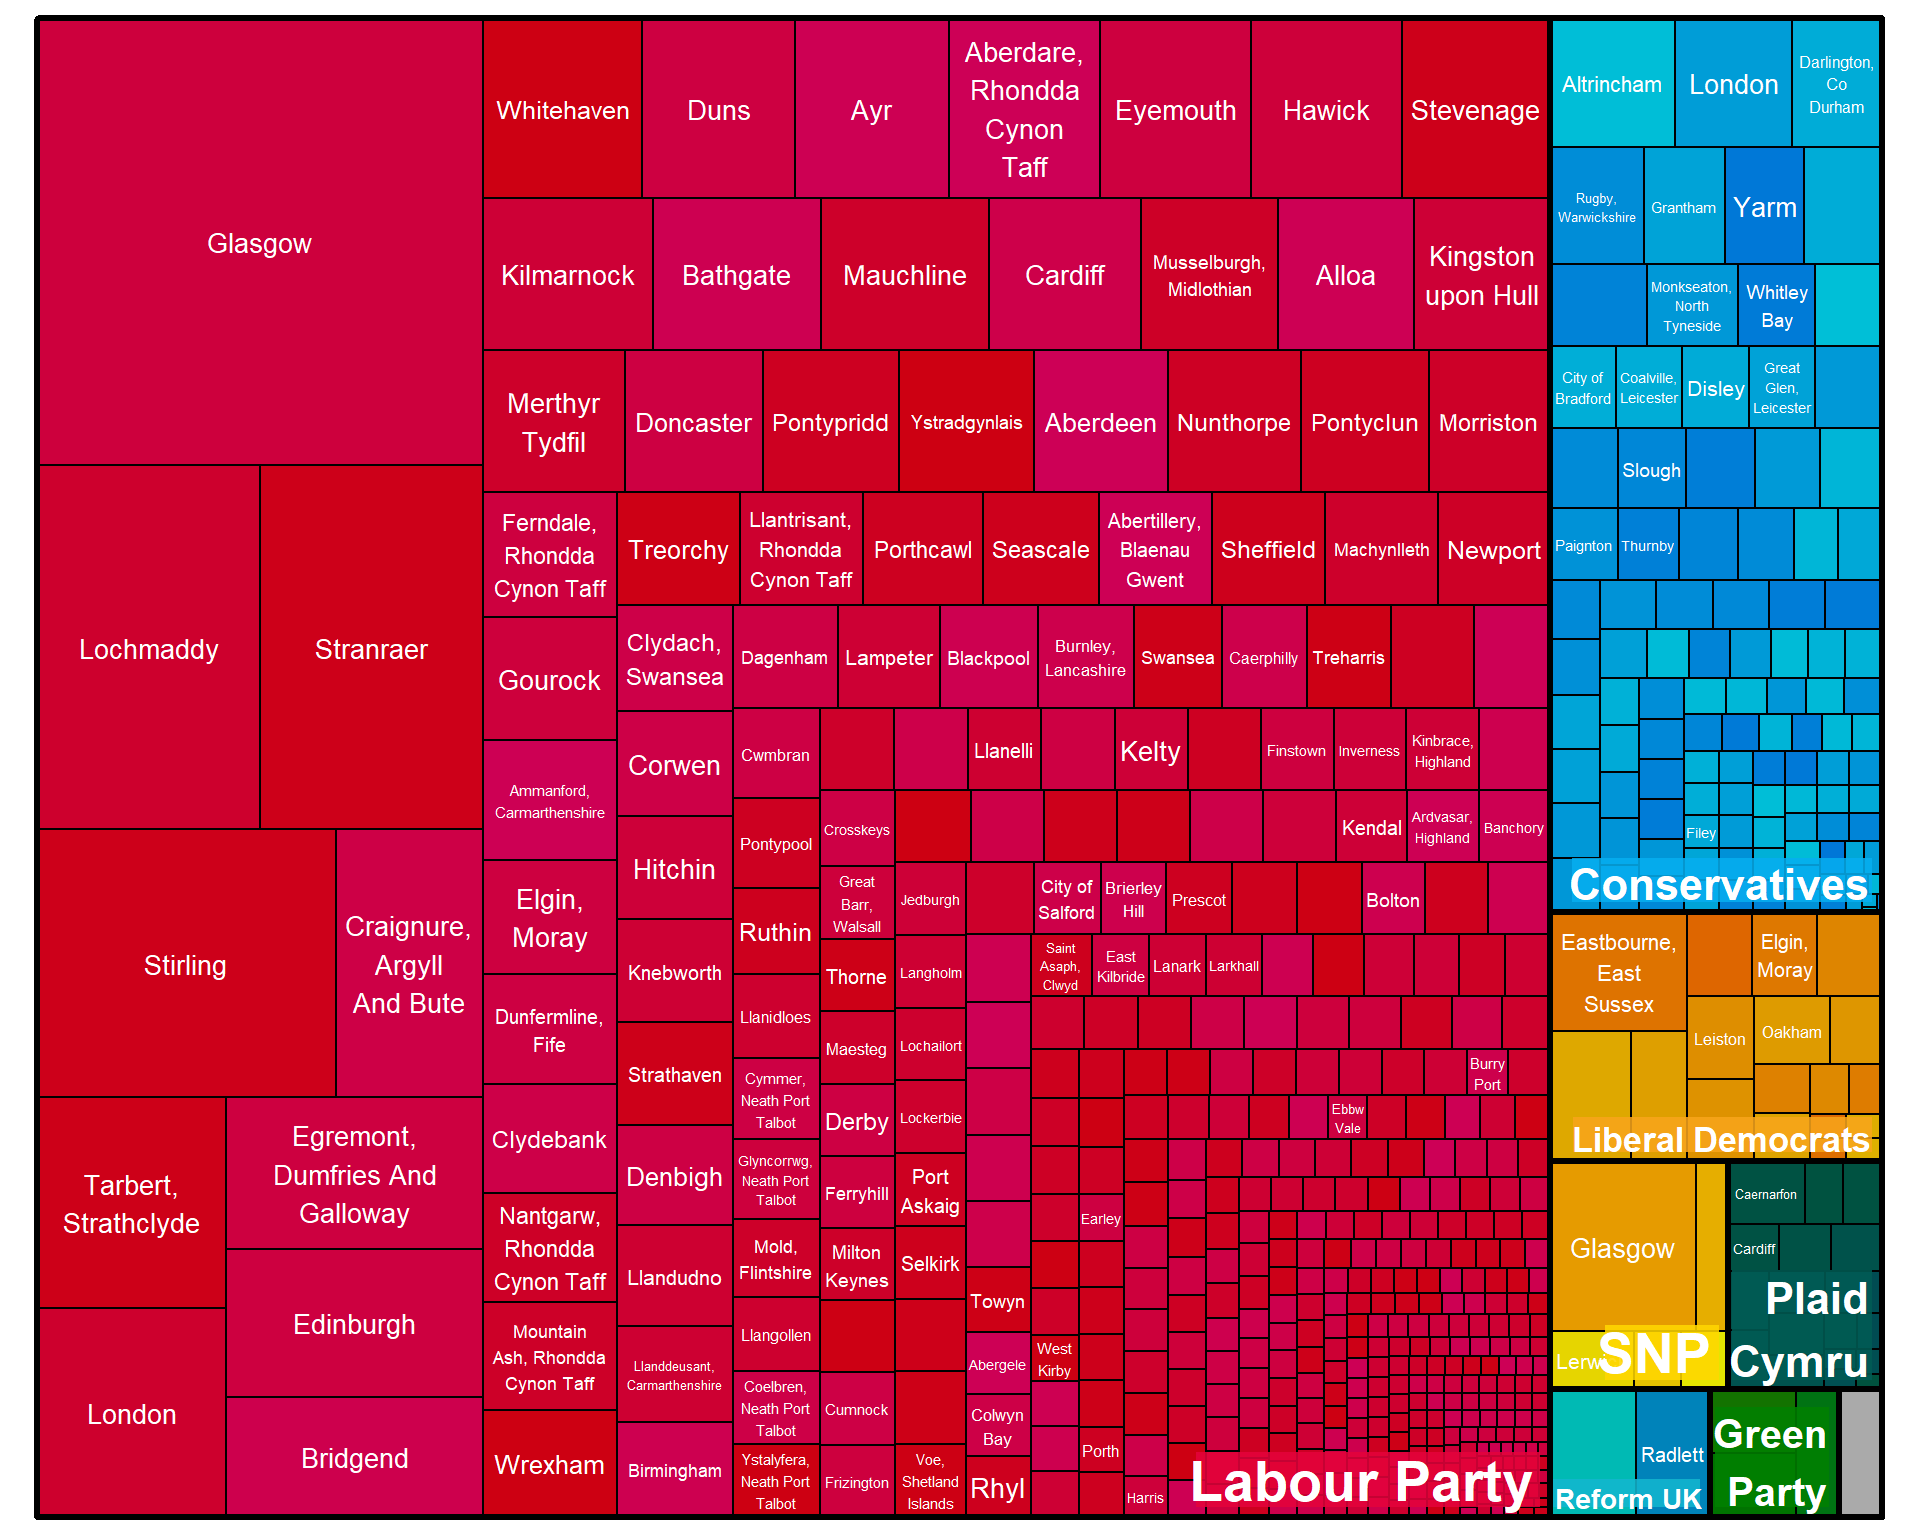 Glasgow
Lochmaddy
Stranraer
Stirling
Craignure,
Argyll
And Bute
Tarbert,
Strathclyde
Egremont,
Dumfries And
Galloway
Edinburgh
London
Bridgend
Whitehaven
Duns
Ayr
Aberdare,
Rhondda
Cynon
Taff
Eyemouth
Hawick
Stevenage
Kilmarnock
Bathgate
Mauchline
Cardiff
Musselburgh,
Midlothian
Alloa
Kingston
upon Hull
Merthyr
Tydfil
Doncaster
Pontypridd
Ystradgynlais
Aberdeen
Nunthorpe
Pontyclun
Morriston
Ferndale,
Rhondda
Cynon Taff
Gourock
Ammanford,
Carmarthenshire
Elgin,
Moray
Dunfermline,
Fife
Clydebank
Nantgarw,
Rhondda
Cynon Taff
Mountain
Ash, Rhondda
Cynon Taff
Wrexham
Treorchy
Llantrisant,
Rhondda
Cynon Taff
Porthcawl
Seascale
Abertillery,
Blaenau
Gwent
Sheffield
Machynlleth
Newport
Clydach,
Swansea
Corwen
Hitchin
Knebworth
Strathaven
Denbigh
Llandudno
Llanddeusant,
Carmarthenshire
Birmingham
Dagenham
Lampeter
Blackpool
Burnley,
Lancashire
Swansea
Caerphilly
Treharris
Cwmbran
Pontypool
Ruthin
Llanidloes
Cymmer,
Neath Port
Talbot
Glyncorrwg,
Neath Port
Talbot
Mold,
Flintshire
Llangollen
Coelbren,
Neath Port
Talbot
Ystalyfera,
Neath Port
Talbot
Llanelli
Kelty
Finstown
Inverness
Kinbrace,
Highland
Crosskeys
Great
Barr,
Walsall
Thorne
Maesteg
Derby
Ferryhill
Milton
Keynes
Cumnock
Frizington
Kendal
Ardvasar,
Highland
Banchory
Jedburgh
Langholm
Lochailort
Lockerbie
Port
Askaig
Selkirk
Voe,
Shetland
Islands
City of
Salford
Brierley
Hill
Prescot
Bolton
Towyn
Abergele
Colwyn
Bay
Rhyl
Saint
Asaph,
Clwyd
East
Kilbride
Lanark
Larkhall
Burry
Port
Ebbw
Vale
Earley
West
Kirby
Porth
Harris
Labour Party
Altrincham
London
Darlington,
Co
Durham
Rugby,
Warwickshire
Grantham
Yarm
Monkseaton,
North
Tyneside
Whitley
Bay
City of
Bradford
Coalville,
Leicester
Disley
Great
Glen,
Leicester
Slough
Paignton
Thurnby
Filey
Conservatives
Eastbourne,
East
Sussex
Elgin,
Moray
Leiston
Oakham
Liberal Democrats
Glasgow
SNP
Caernarfon
Cardiff
Plaid
Cymru
Radlett
Reform UK
Green
Party